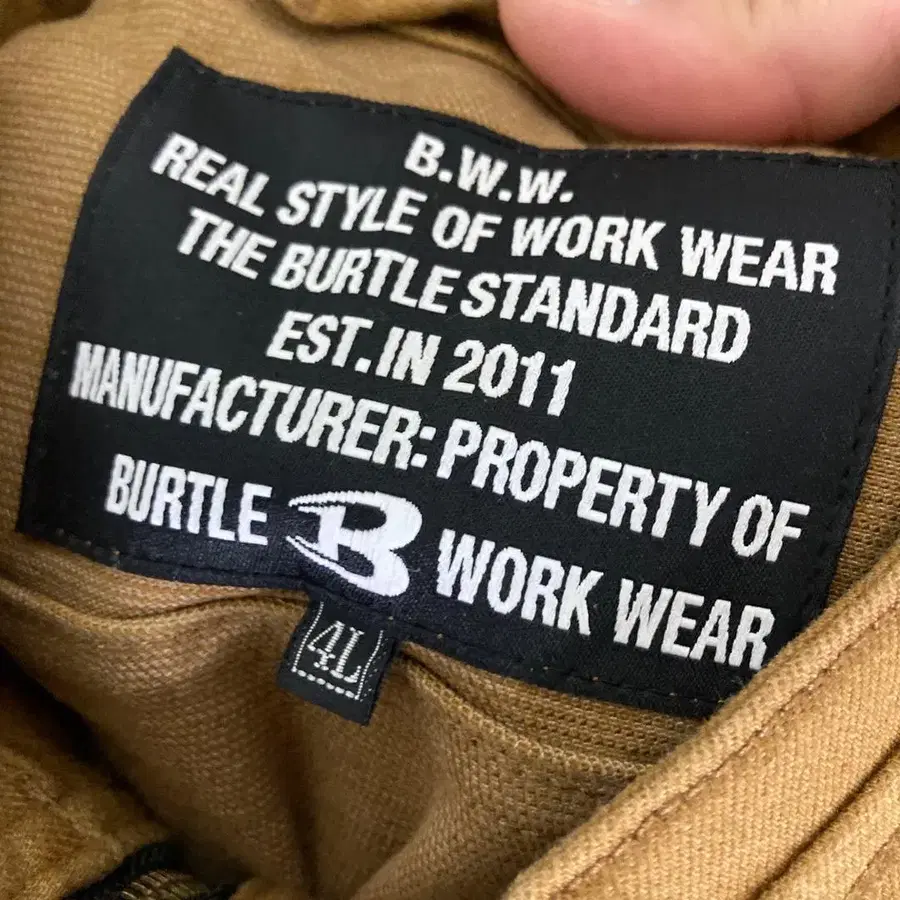 B.W.W.
REAL STYLE OF WORK WEAR
THE BURTLE STANDARD
EST.IN 2011
MANUFACTURER: PROPERTY OF
BURTLE B WORK WEAR
4L